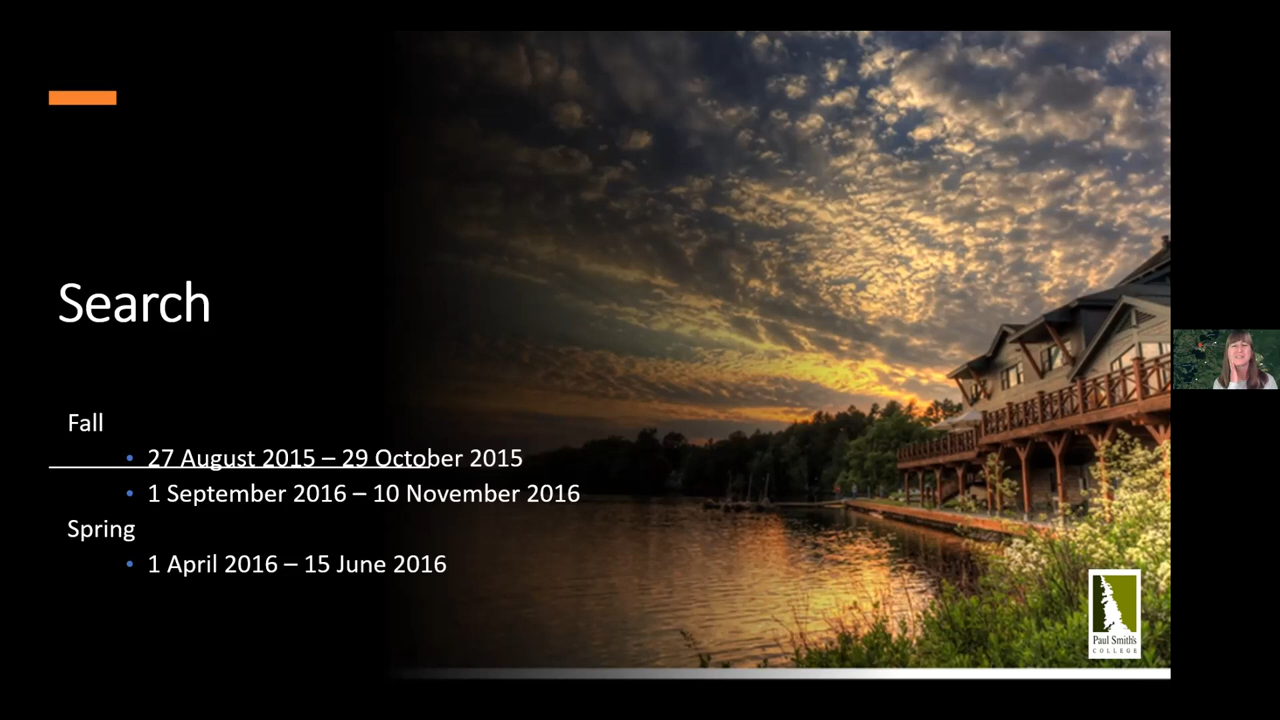 Search
Fall
• 27 August 2015 – 29 October 2015
• 1 September 2016 – 10 November 2016
Spring
• 1 April 2016 – 15 June 2016
Paul Smith's
COLLEGE